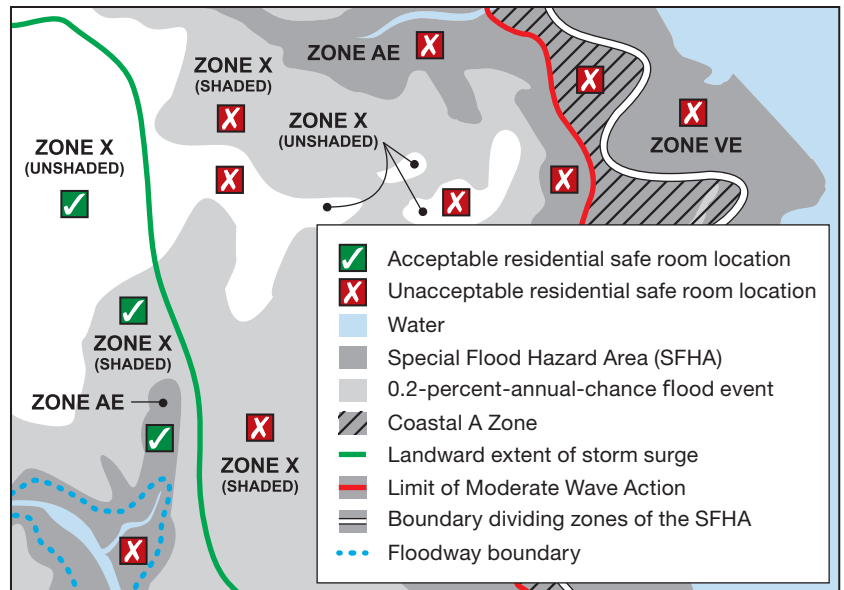 ZONE AE
ZONE X
(SHADED)
ZONE X
(UNSHADED)
ZONE X
(UNSHADED)
ZONE VE
ZONE X
(SHADED)
ZONE AE
ZONE X
(SHADED)
Acceptable residential safe room location
Unacceptable residential safe room location
Water
Special Flood Hazard Area (SFHA)
0.2-percent-annual-chance flood event
Coastal A Zone
Landward extent of storm surge
Limit of Moderate Wave Action
Boundary dividing zones of the SFHA
Floodway boundary